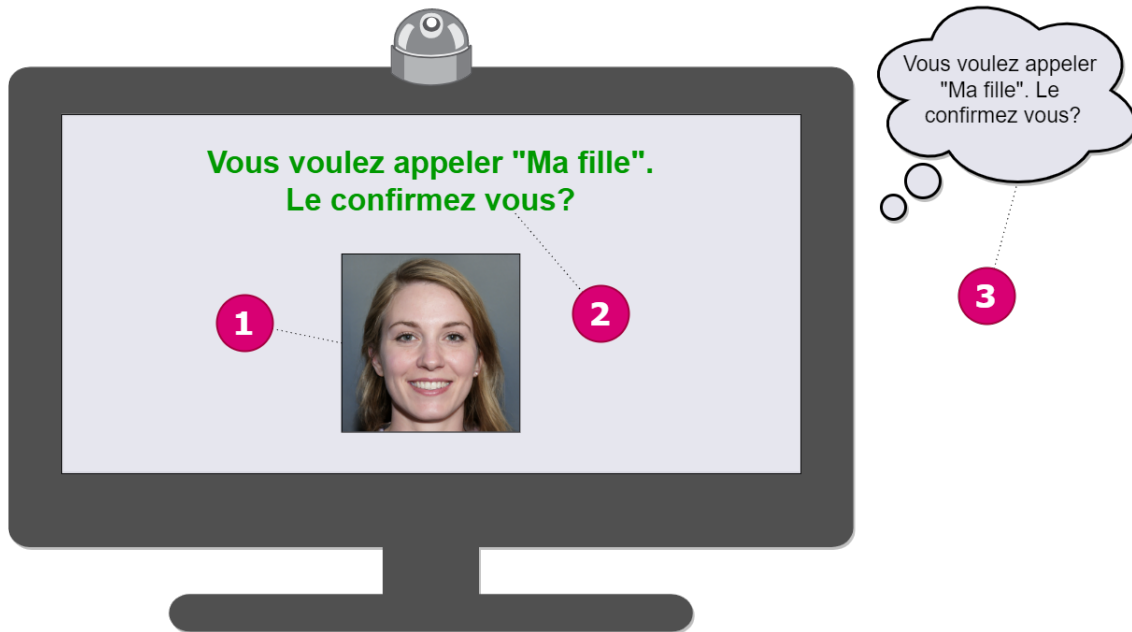 Vous voulez appeler "Ma fille".
Le confirmez vous?
Vous voulez appeler
"Ma fille". Le
confirmez vous?
1
2
3